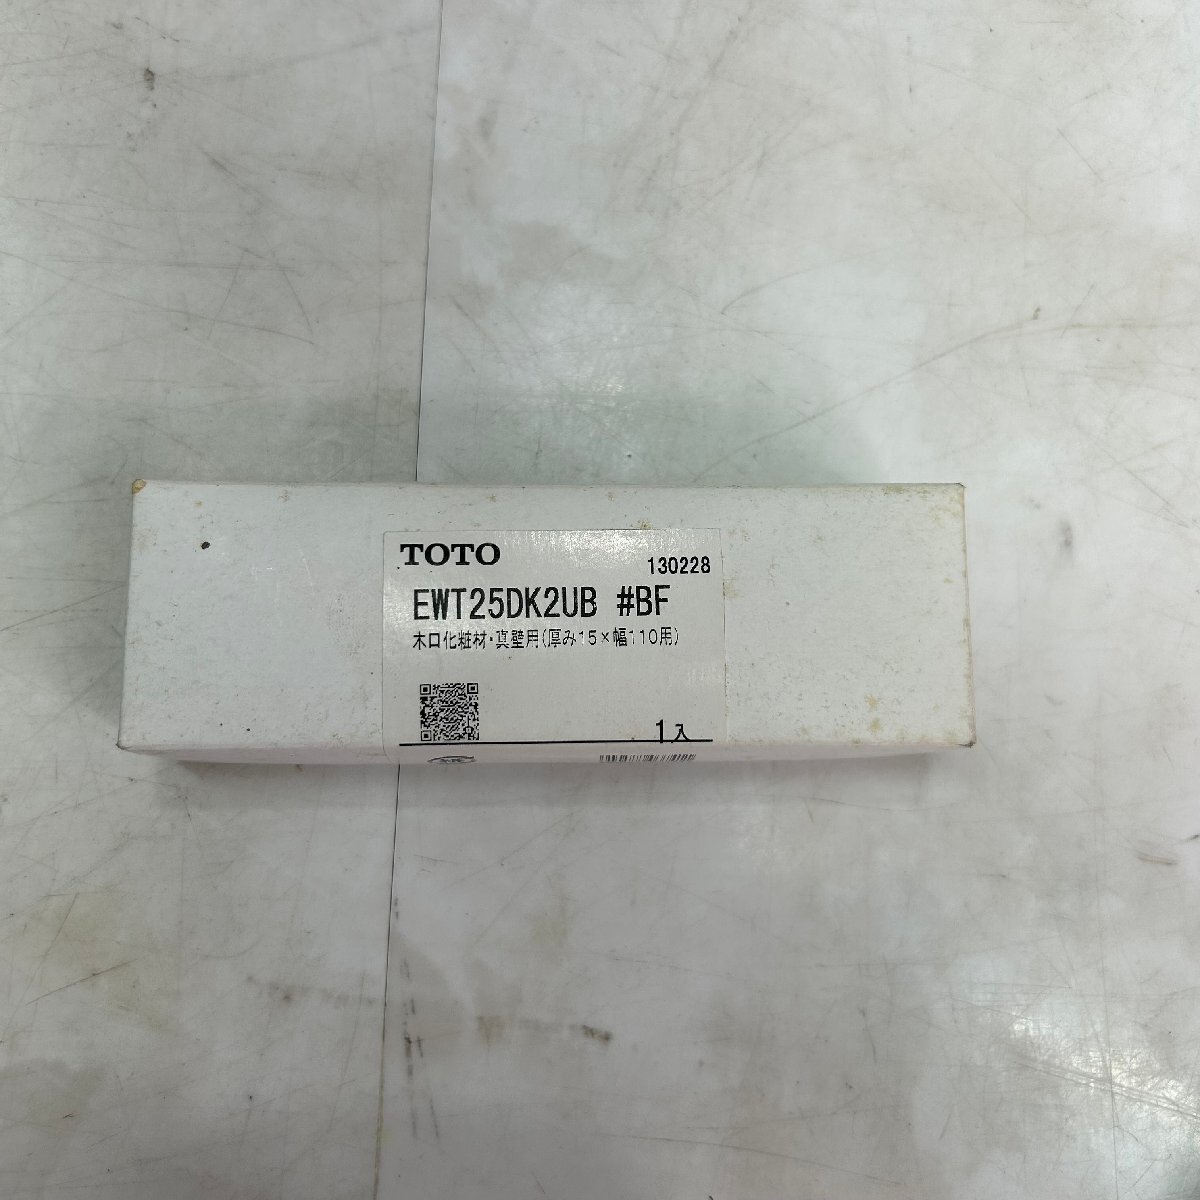 TOTO
130228
EWT25DK2UB #BF
木口化粧材・真壁用(厚み15×幅110用)
1入